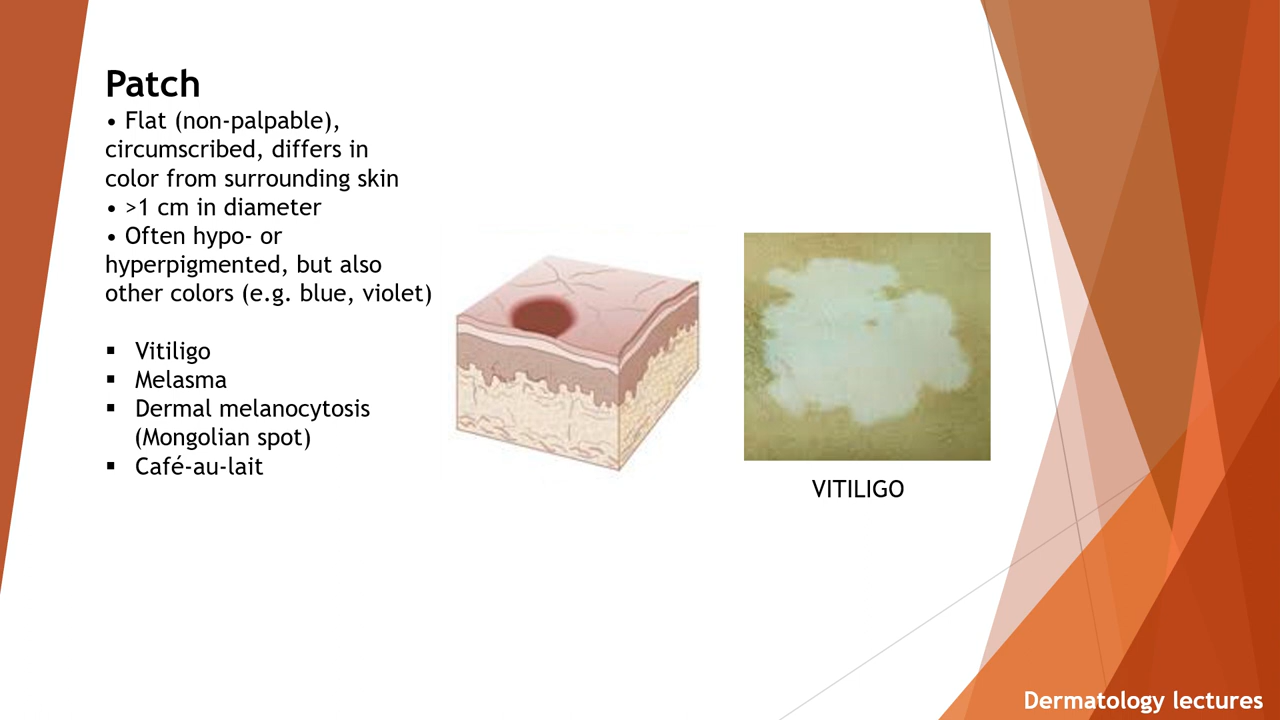 Patch
• Flat (non-palpable),
circumscribed, differs in
color from surrounding skin
• >1 cm in diameter
• Often hypo- or
hyperpigmented, but also
other colors (e.g. blue, violet)
▪ Vitiligo
▪ Melasma
▪ Dermal melanocytosis
(Mongolian spot)
▪ Café-au-lait
VITILIGO
Dermatology lectures